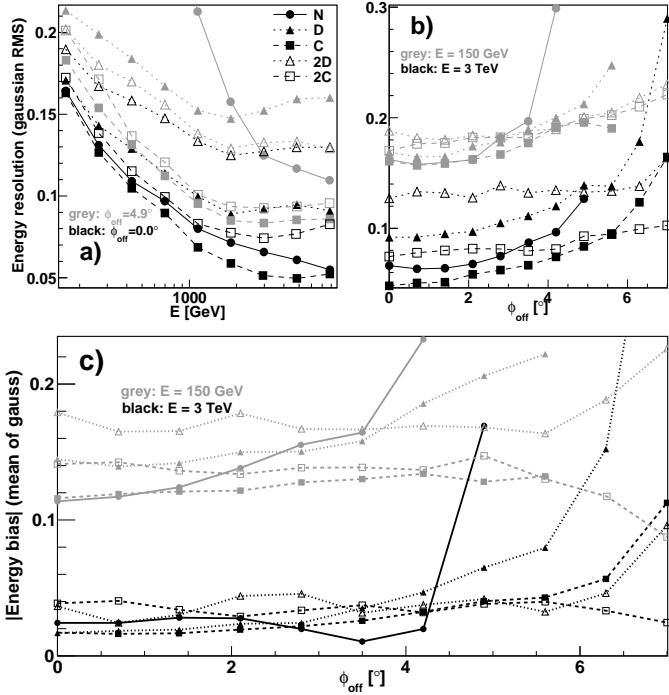 Energy resolution (gaussian RMS)
0.2
0.15
0.1
0.05
N
D
C
2D
2C
grey: ϕoff=4.9°
black: ϕoff=0.0°
a)
1000
E [GeV]
b)
grey: E = 150 GeV
black: E = 3 TeV
0.3
0.2
0.1
0 2 4 6
ϕoff [°]
c)
grey: E = 150 GeV
black: E = 3 TeV
|Energy bias| (mean of gauss)
0.2
0.1
0
0 2 4 6
ϕoff [°]